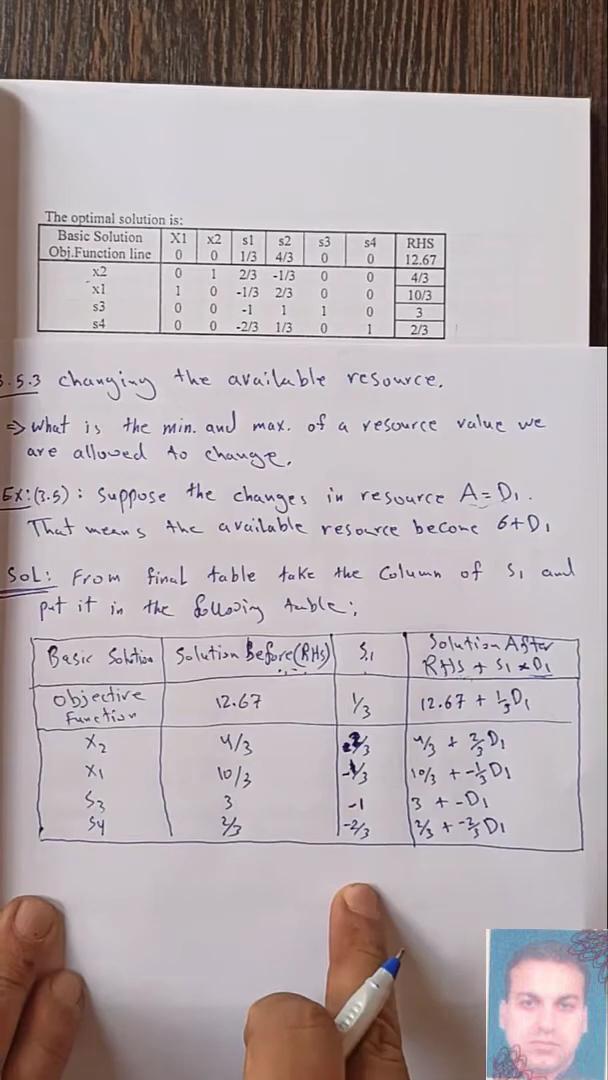 The optimal solution is:
Basic Solution X1 x2 s1 s2 s3 s4 RHS
Obj.Function line 0 0 1/3 4/3 0 0 12.67
x2 0 1 2/3 -1/3 0 0 4/3
x1 1 0 -1/3 2/3 0 0 10/3
s3 0 0 -1 1 1 0 3
s4 0 0 -2/3 1/3 0 1 2/3
3.5.3 changing the available resource.
⇒ what is the min. and max. of a resource value we
are allowed to change.
Ex:(3.5): Suppose the changes in resource A = D1.
That means the available resource become 6+D1
SOL: From final table take the column of S1 and
put it in the following table:
Basic Solution Solution Before(RHS) S1 Solution After
RHS + S1 × D1
Objective
Function 12.67 1/3 12.67 + 1/3 D1
X2 4/3 2/3 4/3 + 2/3 D1
X1 10/3 -1/3 10/3 + -1/3 D1
S3 3 -1 3 + -D1
S4 2/3 -2/3 2/3 + -2/3 D1